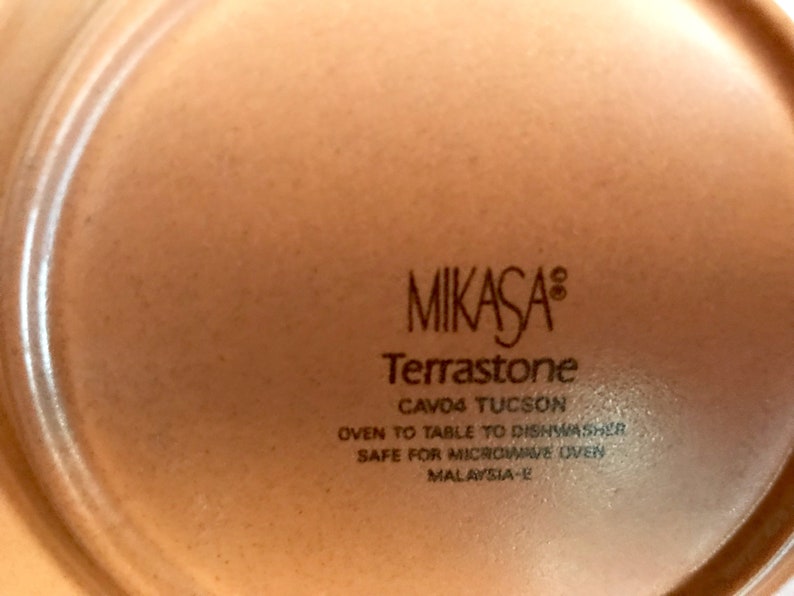 MIKASA©®
Terrastone
CAV04 TUCSON
OVEN TO TABLE TO DISHWASHER
SAFE FOR MICROWAVE OVEN
MALAYSIA-E